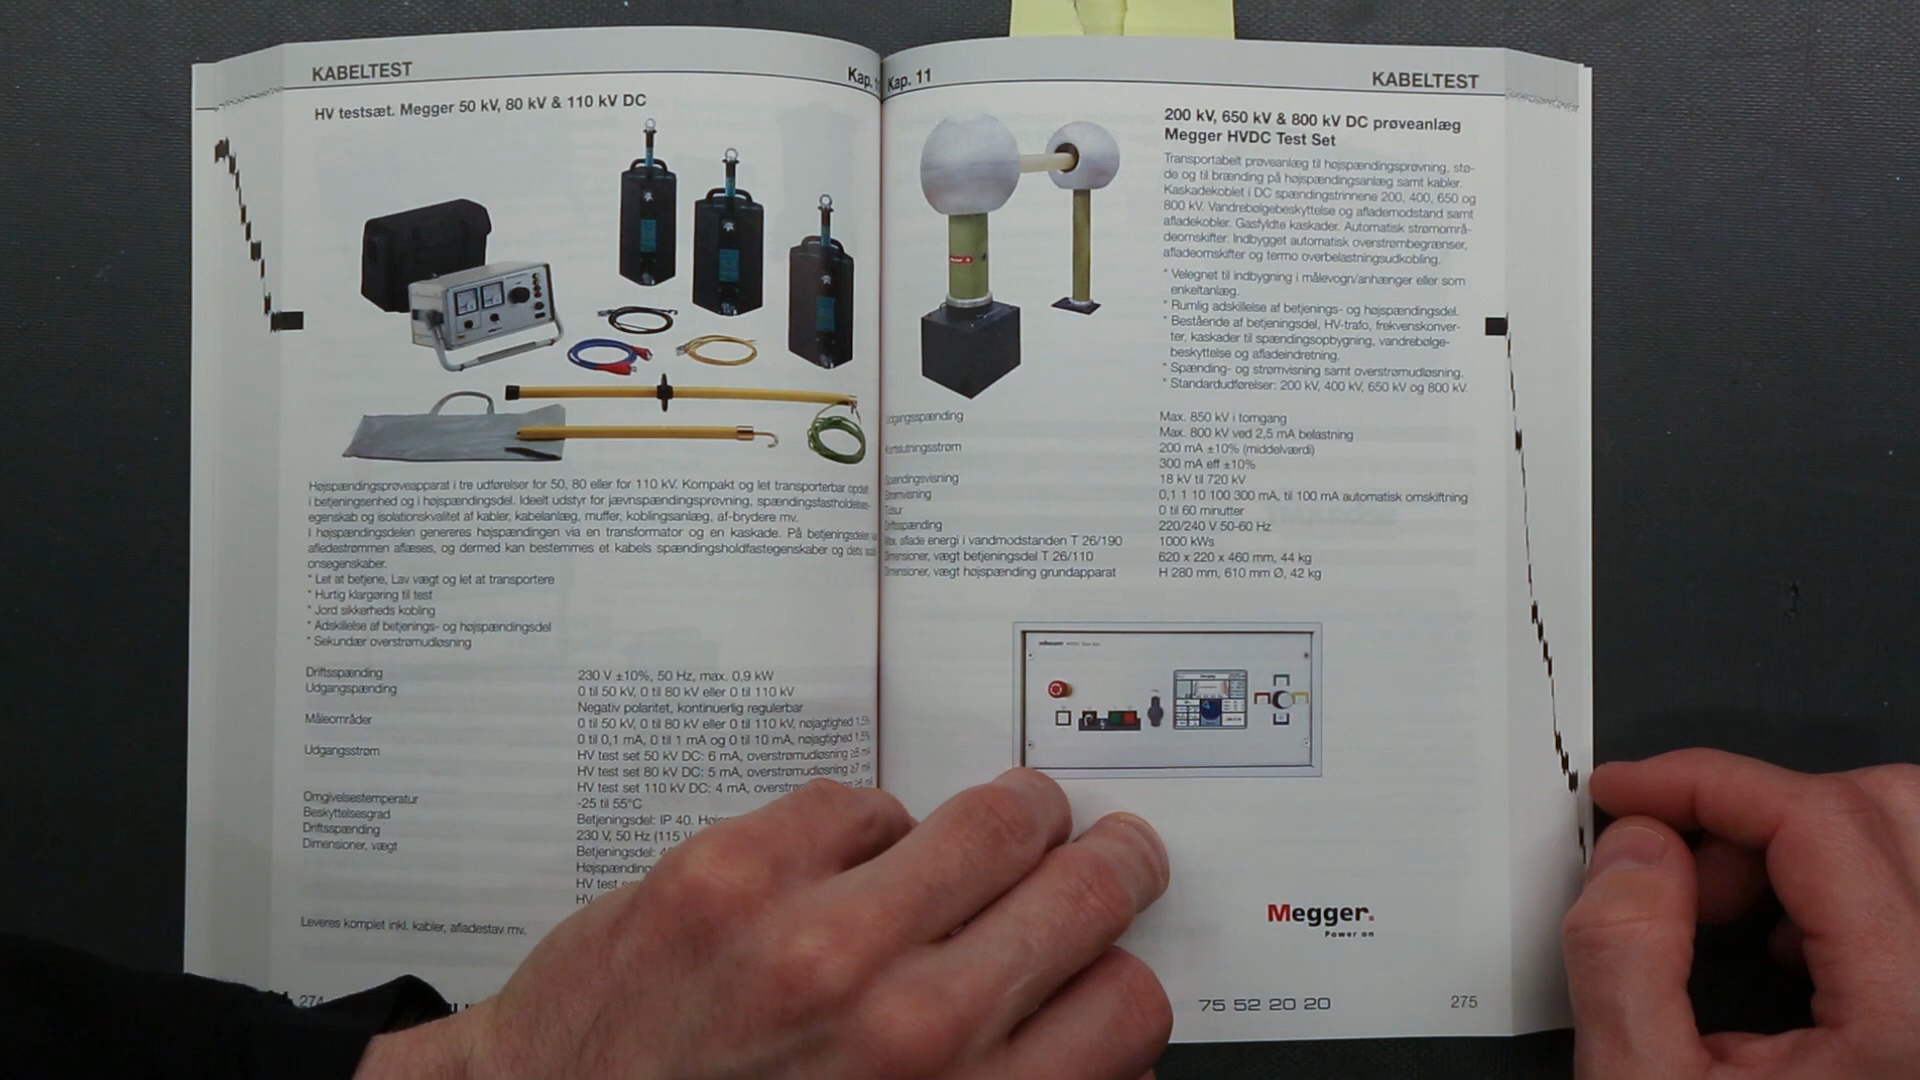 KABELTEST
Kap.
HV testsæt. Megger 50 kV, 80 kV & 110 kV DC
Højspændingsprøveapparat i tre udførelser for 50, 80 eller for 110 kV. Kompakt og let transporterbar opdelt
i betjeningsenhed og i højspændingsdel. Ideelt udstyr for jævnspændingsprøvning, spændingsfastholdelses-
egenskab og isolationskvalitet af kabler, kabelanlæg, muffer, koblingsanlæg, af-brydere mv.
I højspændingsdelen genereres højspændingen via en transformator og en kaskade. På betjeningsdelen
afledestrømmen aflæses, og dermed kan bestemmes et kabels spændingsholdfastegenskaber og dets
onsegenskaber.
* Let at betjene, Lav vægt og let at transportere
* Hurtig klargøring til test
* Jord sikkerheds kobling
* Adskillelse af betjenings- og højspændingsdel
* Sekundær overstrømudløsning
Driftsspænding 230 V ±10%, 50 Hz, max. 0,9 kW
Udgangspænding 0 til 50 kV, 0 til 80 kV eller 0 til 110 kV
Negativ polaritet, kontinuerlig regulerbar
Måleområder 0 til 50 kV, 0 til 80 kV eller 0 til 110 kV, nøjagtighed 1,5%
0 til 0,1 mA, 0 til 1 mA og 0 til 10 mA, nøjagtighed 1,5%
Udgangsstrøm HV test set 50 kV DC: 6 mA, overstrømudløsning ≥8 mA
HV test set 80 kV DC: 5 mA, overstrømudløsning ≥7 mA
HV test set 110 kV DC: 4 mA,
Omgivelsestemperatur -25 til 55°C
Beskyttelsesgrad Betjeningsdel: IP 40.
Driftsspænding 230 V, 50 Hz (115 V
Dimensioner, vægt Betjeningsdel:
Højspænding
HV test
HV
Leveres komplet inkl. kabler, afladestav mv.
274
Kap. 11
KABELTEST
200 kV, 650 kV & 800 kV DC prøveanlæg
Megger HVDC Test Set
Transportabelt prøveanlæg til højspændingsprøvning, stø-
de og til brænding på højspændingsanlæg samt kabler.
Kaskadekoblet i DC spændingstrinnene 200, 400, 650 og
800 kV. Vandrebølgebeskyttelse og aflademodstand samt
afladekobler. Gasfyldte kaskader. Automatisk strømområ-
deomskifter. Indbygget automatisk overstrømbegrænser,
afladeomskifter og termo overbelastningsudkobling.
* Velegnet til indbygning i målevogn/anhænger eller som
enkeltanlæg.
* Rumlig adskillelse af betjenings- og højspændingsdel.
* Bestående af betjeningsdel, HV-trafo, frekvenskonver-
ter, kaskader til spændingsopbygning, vandrebølge-
beskyttelse og afladeindretning.
* Spænding- og strømvisning samt overstrømudløsning.
* Standardudførelser: 200 kV, 400 kV, 650 kV og 800 kV.
Udgangsspænding Max. 850 kV i tomgang
Max. 800 kV ved 2,5 mA belastning
Kortslutningsstrøm 200 mA ±10% (middelværdi)
300 mA eff ±10%
Spændingsvisning 18 kV til 720 kV
Strømvisning 0,1 1 10 100 300 mA, til 100 mA automatisk omskiftning
Tidsur 0 til 60 minutter
Driftsspænding 220/240 V 50-60 Hz
Max. aflade energi i vandmodstanden T 26/190 1000 kWs
Dimensioner, vægt betjeningsdel T 26/110 620 x 220 x 460 mm, 44 kg
Dimensioner, vægt højspænding grundapparat H 280 mm, 610 mm Ø, 42 kg
Megger.
Power on
75 52 20 20
275